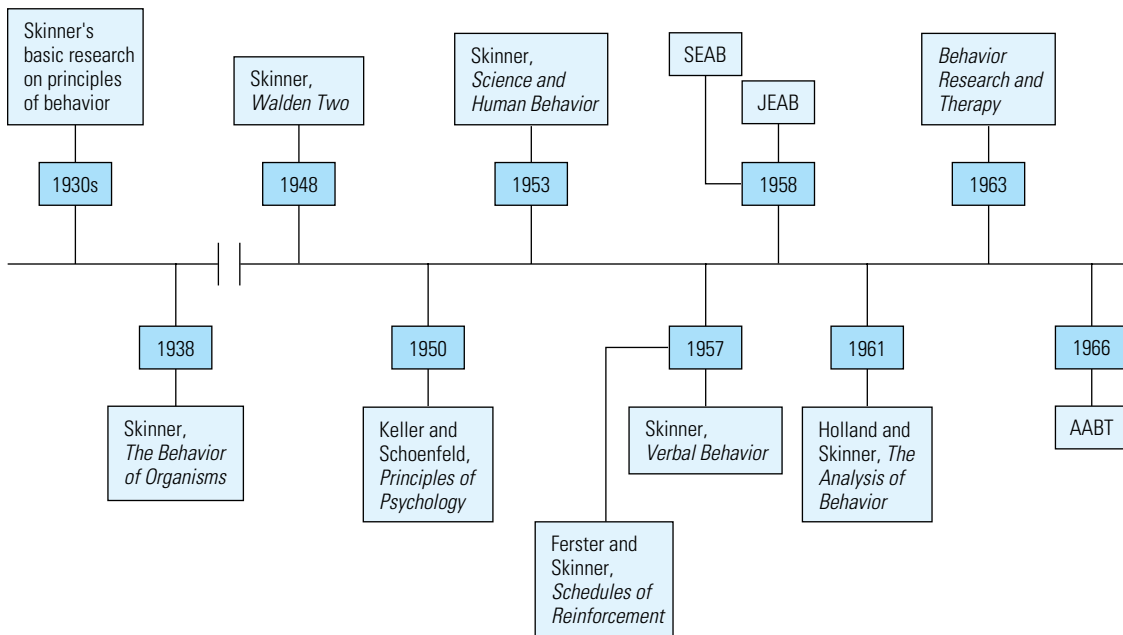 Skinner's
basic research
on principles
of behavior
Skinner,
Walden Two
Skinner,
Science and
Human Behavior
SEAB
JEAB
Behavior
Research and
Therapy
1930s
1948
1953
1958
1963
1938
1950
1957
1961
1966
Skinner,
The Behavior
of Organisms
Keller and
Schoenfeld,
Principles of
Psychology
Skinner,
Verbal Behavior
Holland and
Skinner, The
Analysis of
Behavior
AABT
Ferster and
Skinner,
Schedules of
Reinforcement